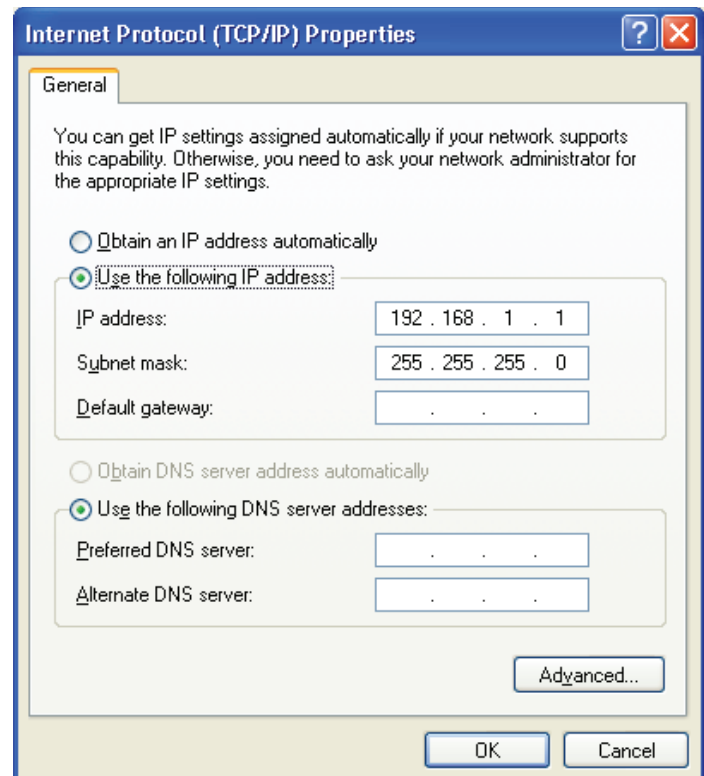 Internet Protocol (TCP/IP) Properties
?
General
You can get IP settings assigned automatically if your network supports
this capability. Otherwise, you need to ask your network administrator for
the appropriate IP settings.
Obtain an IP address automatically
Use the following IP address:
IP address: 192 . 168 . 1 . 1
Subnet mask: 255 . 255 . 255 . 0
Default gateway: . . .
Obtain DNS server address automatically
Use the following DNS server addresses:
Preferred DNS server: . . .
Alternate DNS server: . . .
Advanced...
OK Cancel